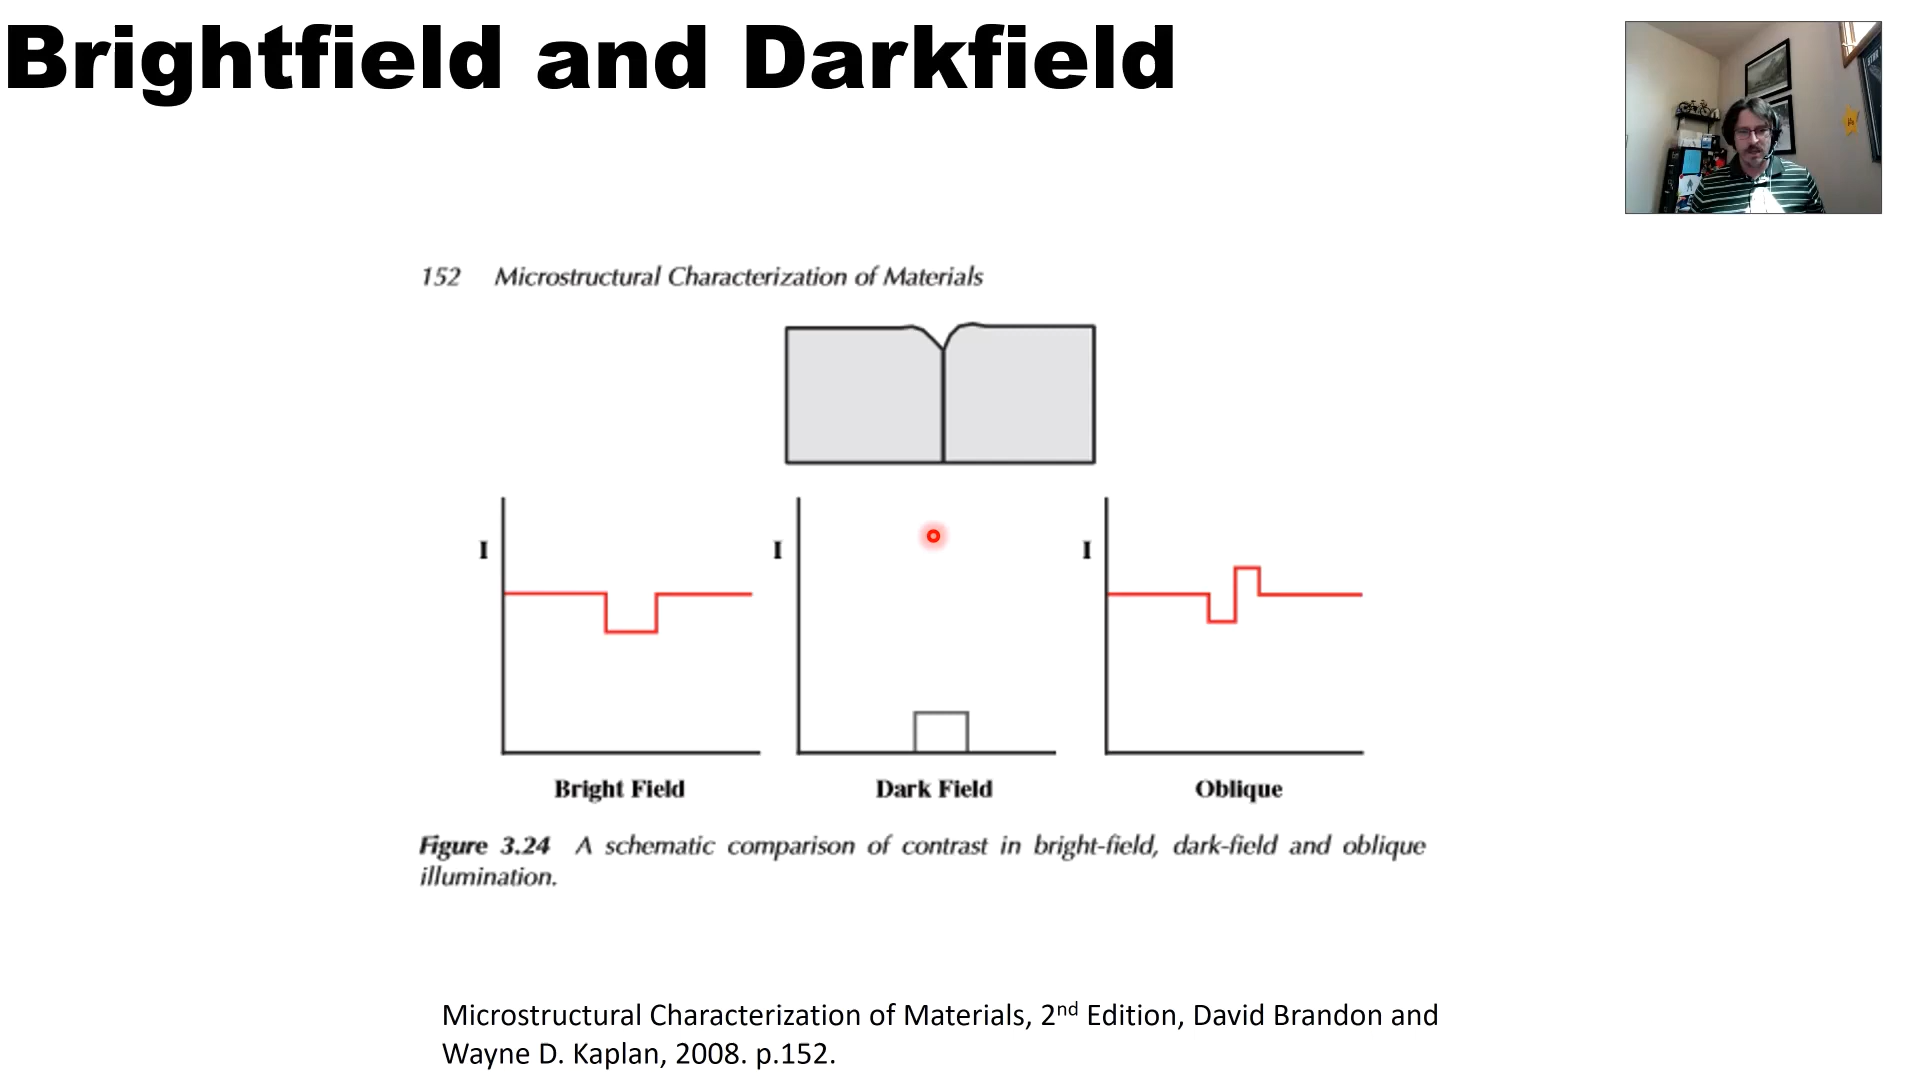 Brightfield and Darkfield
152 Microstructural Characterization of Materials
I
I
I
Bright Field
Dark Field
Oblique
Figure 3.24 A schematic comparison of contrast in bright-field, dark-field and oblique
illumination.
Microstructural Characterization of Materials, 2nd Edition, David Brandon and
Wayne D. Kaplan, 2008. p.152.